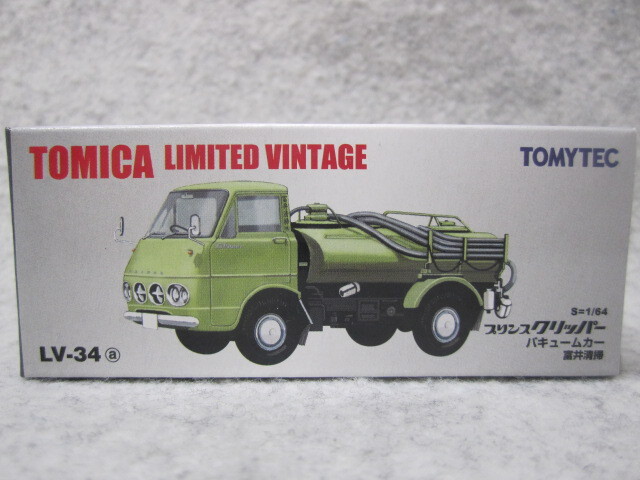 TOMICA LIMITED VINTAGE
TOMYTEC
S=1/64
プリンスクリッパー
バキュームカー
富井清掃
LV-34 a